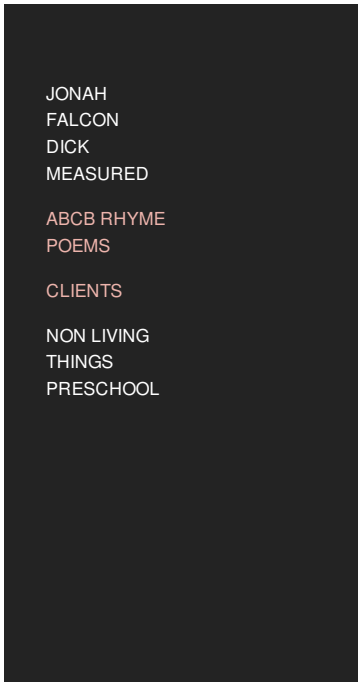 JONAH
FALCON
DICK
MEASURED
ABCB RHYME
POEMS
CLIENTS
NON LIVING
THINGS
PRESCHOOL